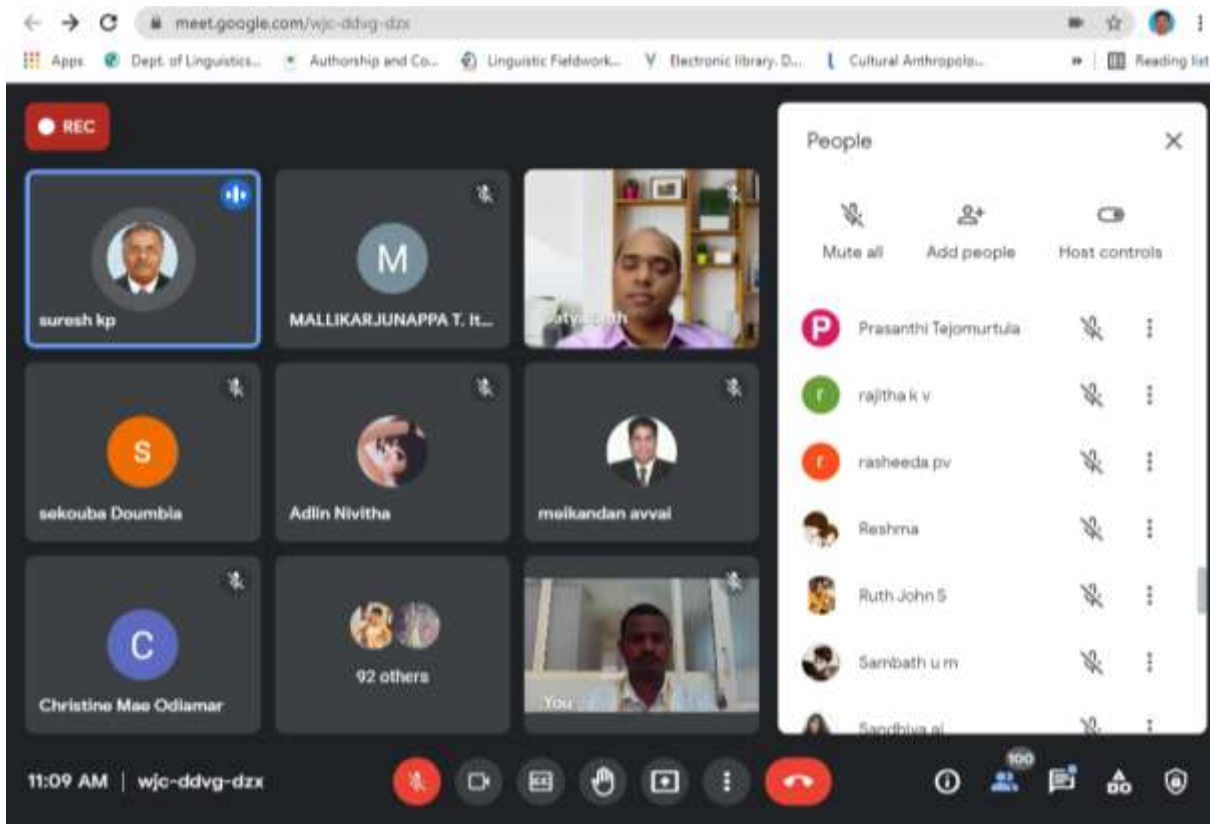 meet.google.com/wjc-ddvg-dzx
Apps Dept. of Linguistics... Authorship and Co... Linguistic Fieldwork... Electronic library. D... Cultural Anthropolo... Reading list
REC
suresh kp
M
MALLIKARJUNAPPA T. It...
S
sekouba Doumbia
Adlin Nivitha
meikandan avvai
C
Christine Mae Odiamar
92 others
You
People
Mute all Add people Host controls
P Prasanthi Tejomurtula
r rajitha k v
r rasheeda pv
Reshma
Ruth John S
Sambath u m
Sandhiya al
11:09 AM | wjc-ddvg-dzx
100